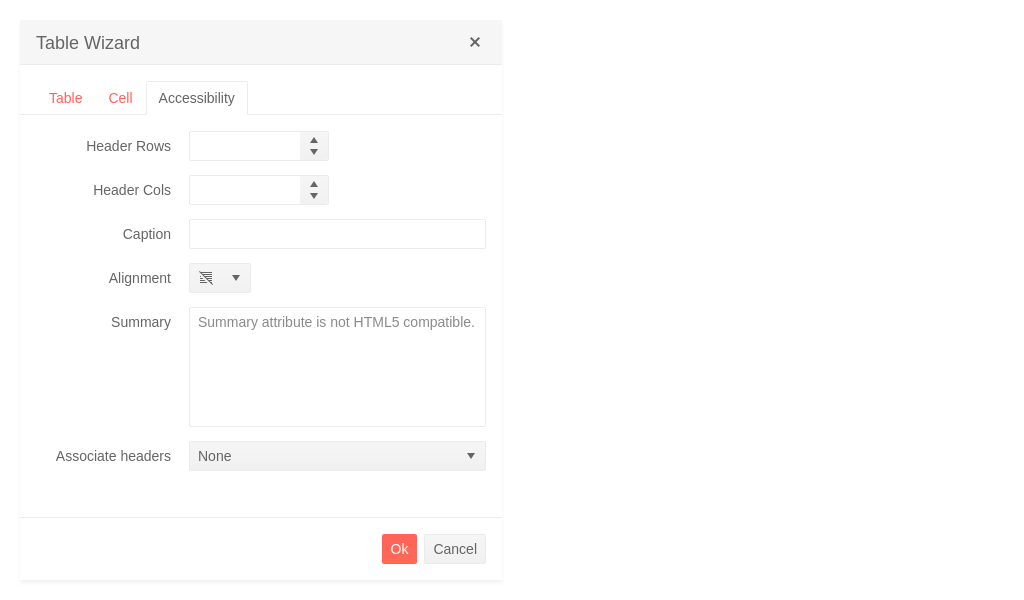 Table Wizard
Table Cell Accessibility
Header Rows
Header Cols
Caption
Alignment
Summary Summary attribute is not HTML5 compatible.
Associate headers None
Ok Cancel